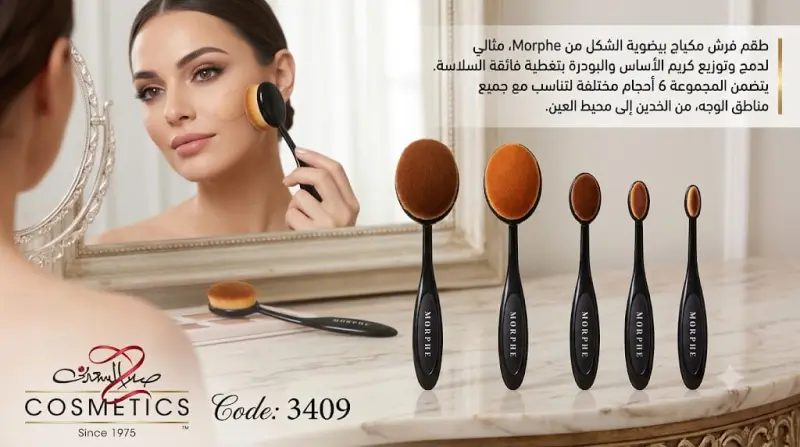 طقم فرش مكياج بيضوية الشكل من Morphe، مثالي
لدمج وتوزيع كريم الأساس والبودرة بتغطية فائقة السلاسة.
يتضمن المجموعة 6 أحجام مختلفة لتناسب مع جميع
مناطق الوجه، من الخدين إلى محيط العين.
MORPHE
MORPHE
MORPHE
MORPHE
MORPHE
MORPHE
COSMETICS
TM
Since 1975
Code: 3409